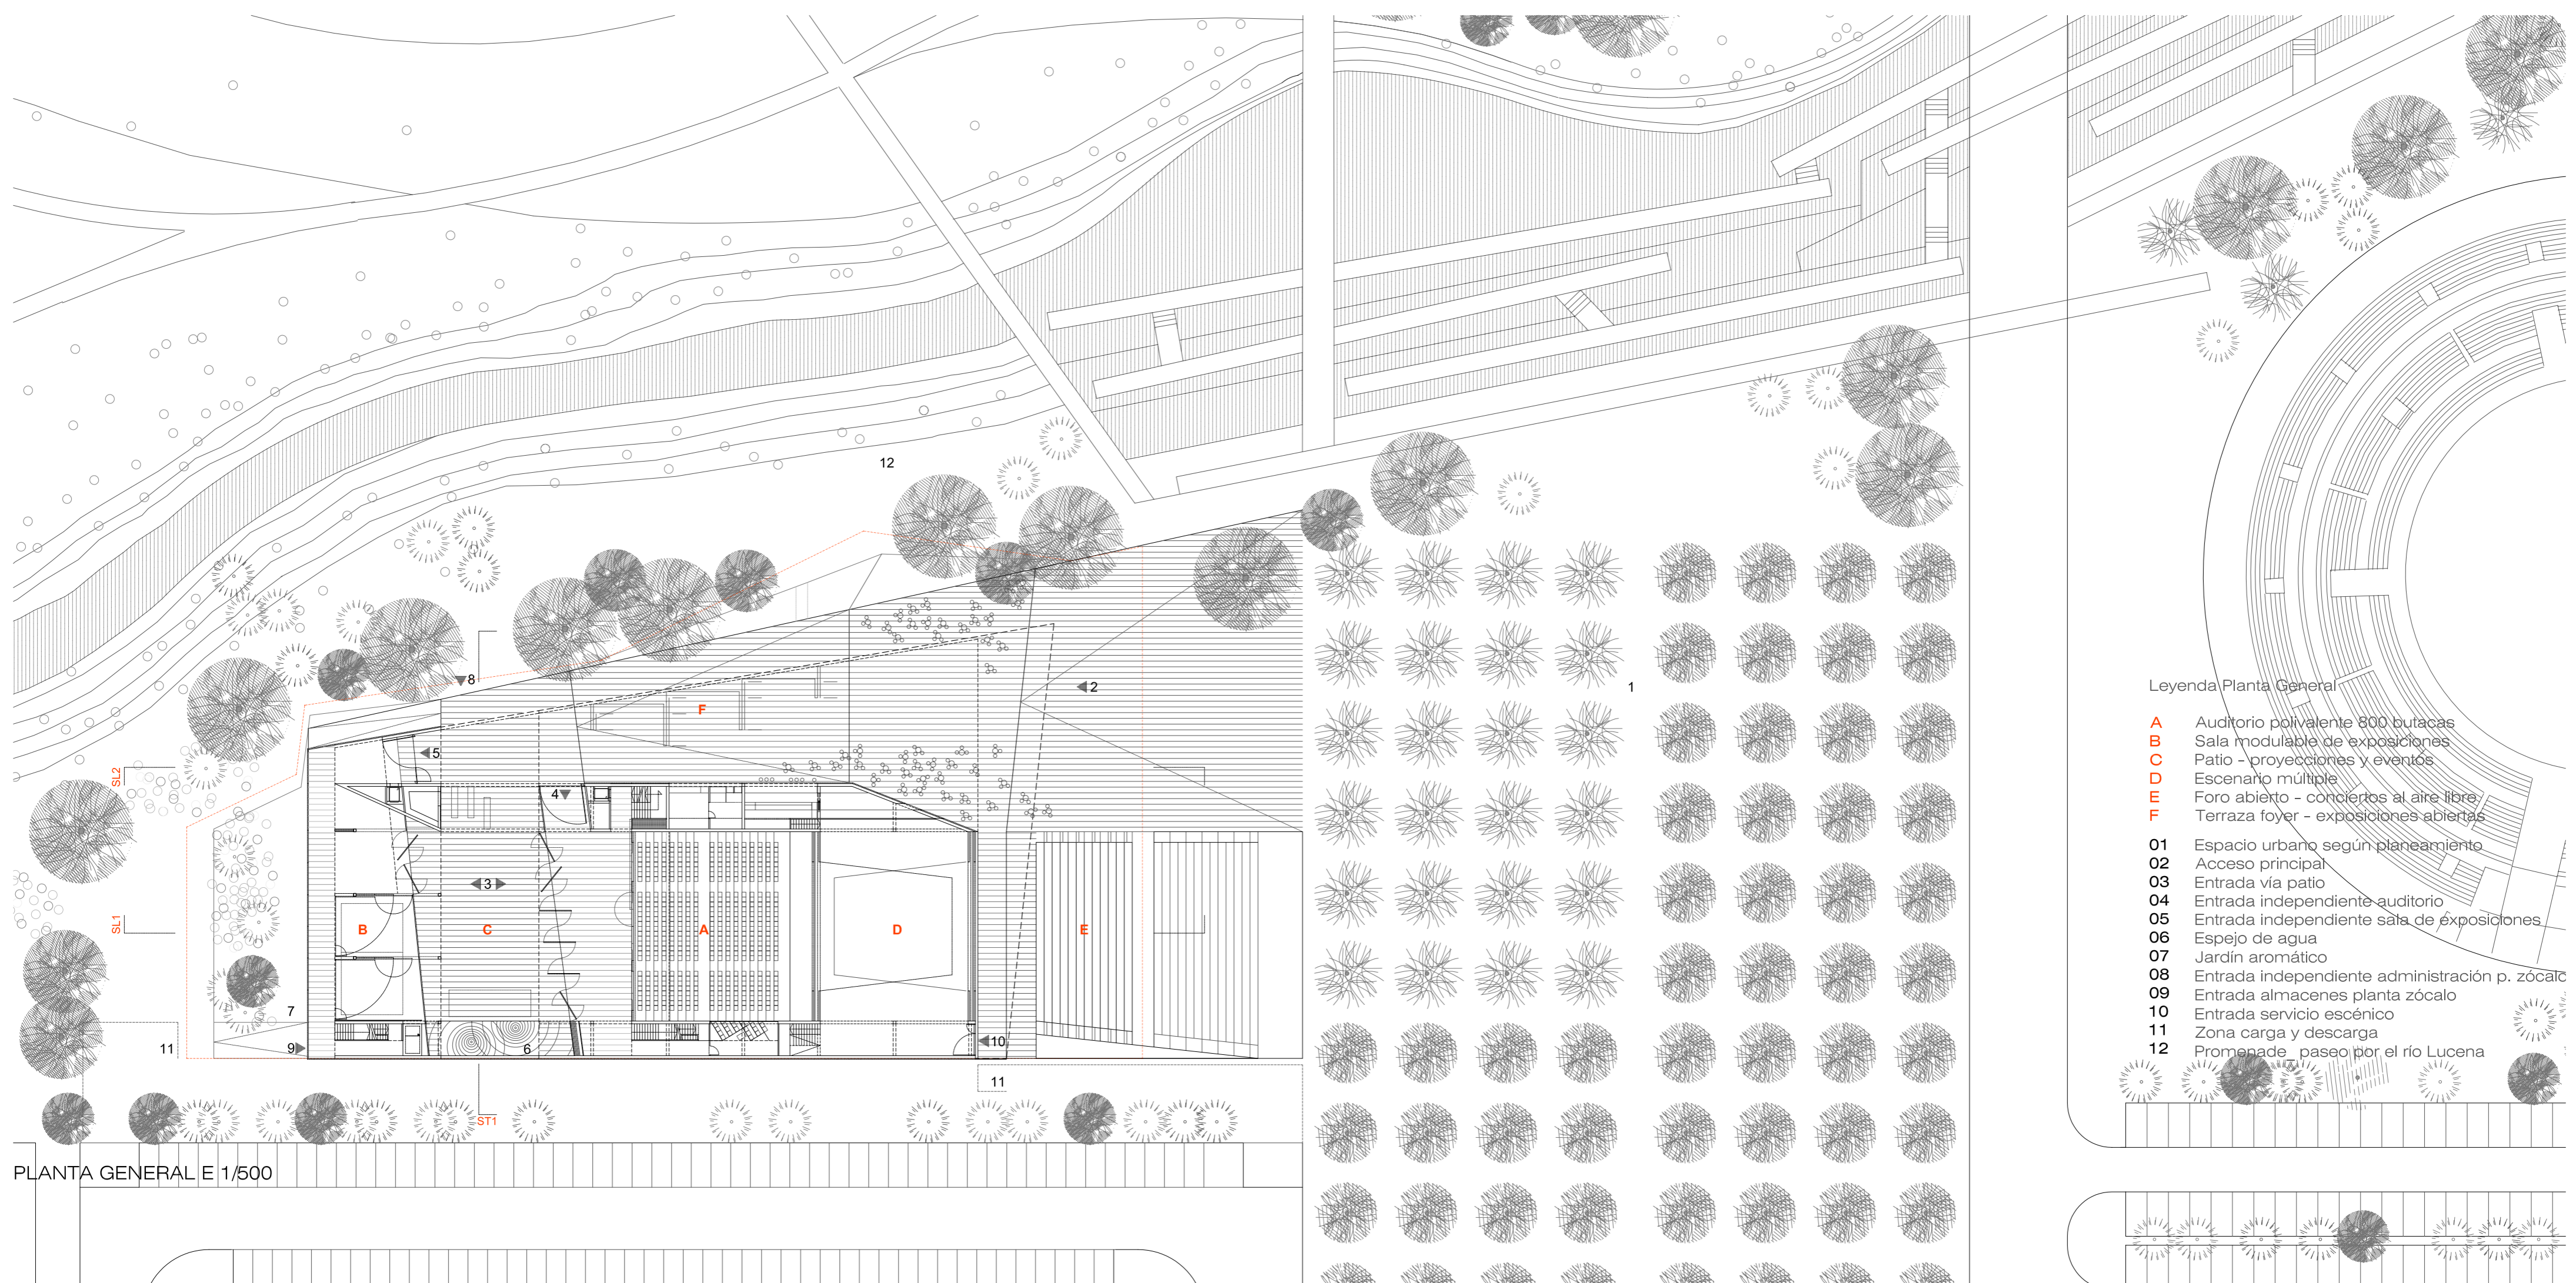 12
8
2
1
F
5
SL2
4
3
SL1
B
C
A
D
E
7
11
9
6
10
11
ST1
PLANTA GENERAL E 1/500
Leyenda Planta General
A Auditorio polivalente 800 butacas
B Sala modulable de exposiciones
C Patio - proyecciones y eventos
D Escenario múltiple
E Foro abierto - conciertos al aire libre
F Terraza foyer - exposiciones abiertas
01 Espacio urbano según planeamiento
02 Acceso principal
03 Entrada vía patio
04 Entrada independiente auditorio
05 Entrada independiente sala de exposiciones
06 Espejo de agua
07 Jardín aromático
08 Entrada independiente administración p. zócalo
09 Entrada almacenes planta zócalo
10 Entrada servicio escénico
11 Zona carga y descarga
12 Promenade_ paseo por el río Lucena